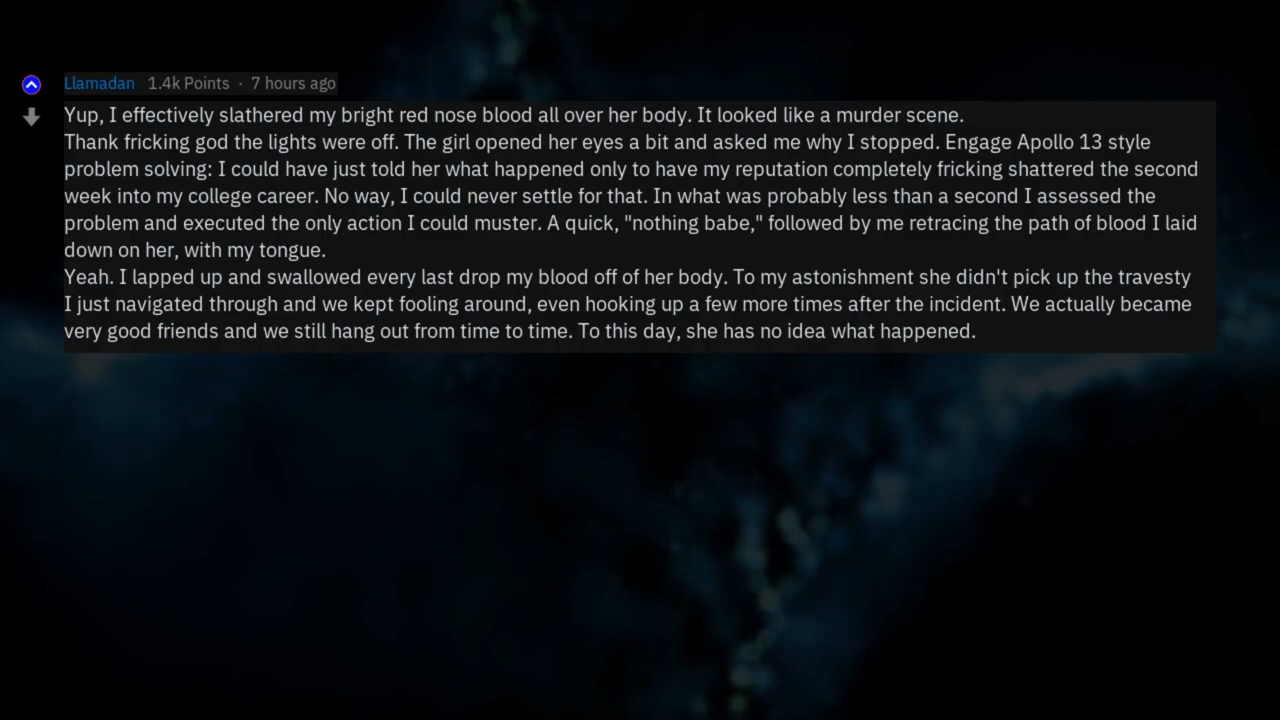 Llamadan 1.4k Points · 7 hours ago
Yup, I effectively slathered my bright red nose blood all over her body. It looked like a murder scene.
Thank fricking god the lights were off. The girl opened her eyes a bit and asked me why I stopped. Engage Apollo 13 style
problem solving: I could have just told her what happened only to have my reputation completely fricking shattered the second
week into my college career. No way, I could never settle for that. In what was probably less than a second I assessed the
problem and executed the only action I could muster. A quick, "nothing babe," followed by me retracing the path of blood I laid
down on her, with my tongue.
Yeah. I lapped up and swallowed every last drop my blood off of her body. To my astonishment she didn't pick up the travesty
I just navigated through and we kept fooling around, even hooking up a few more times after the incident. We actually became
very good friends and we still hang out from time to time. To this day, she has no idea what happened.